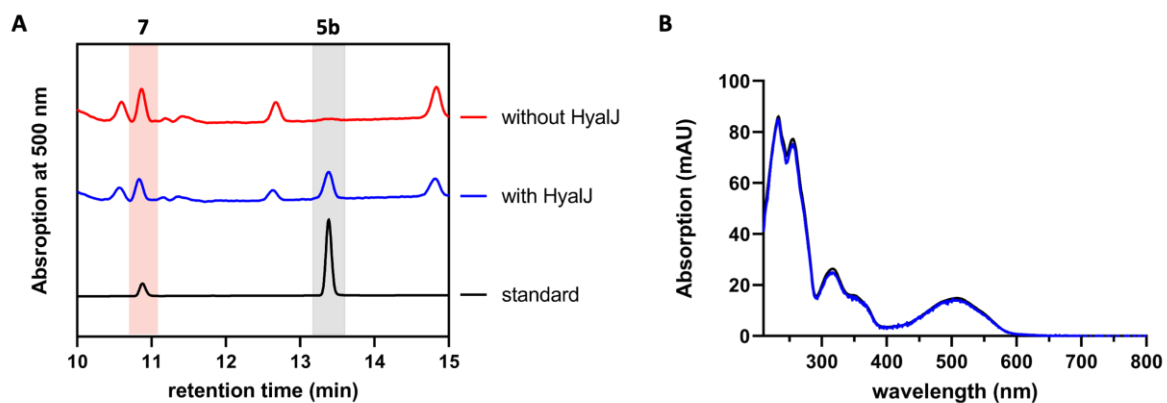 A
7
5b
Absroption at 500 nm
without HyalJ
with HyalJ
standard
10 11 12 13 14 15
retention time (min)
B
100
80
60
40
20
0
Absorption (mAU)
300 400 500 600 700 800
wavelength (nm)